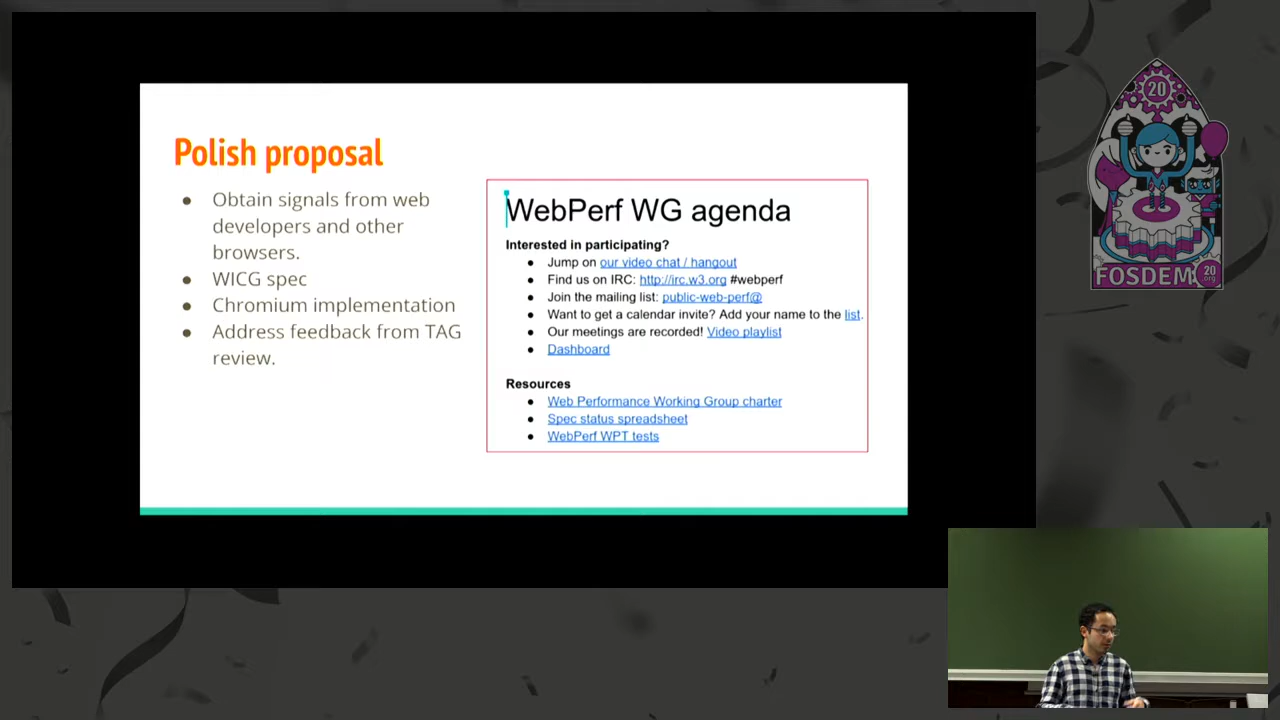 Polish proposal
● Obtain signals from web
developers and other
browsers.
● WICG spec
● Chromium implementation
● Address feedback from TAG
review.
WebPerf WG agenda
Interested in participating?
● Jump on our video chat / hangout
● Find us on IRC: http://irc.w3.org #webperf
● Join the mailing list: public-web-perf@
● Want to get a calendar invite? Add your name to the list.
● Our meetings are recorded! Video playlist
● Dashboard
Resources
● Web Performance Working Group charter
● Spec status spreadsheet
● WebPerf WPT tests
20
FOSDEM
20
.org